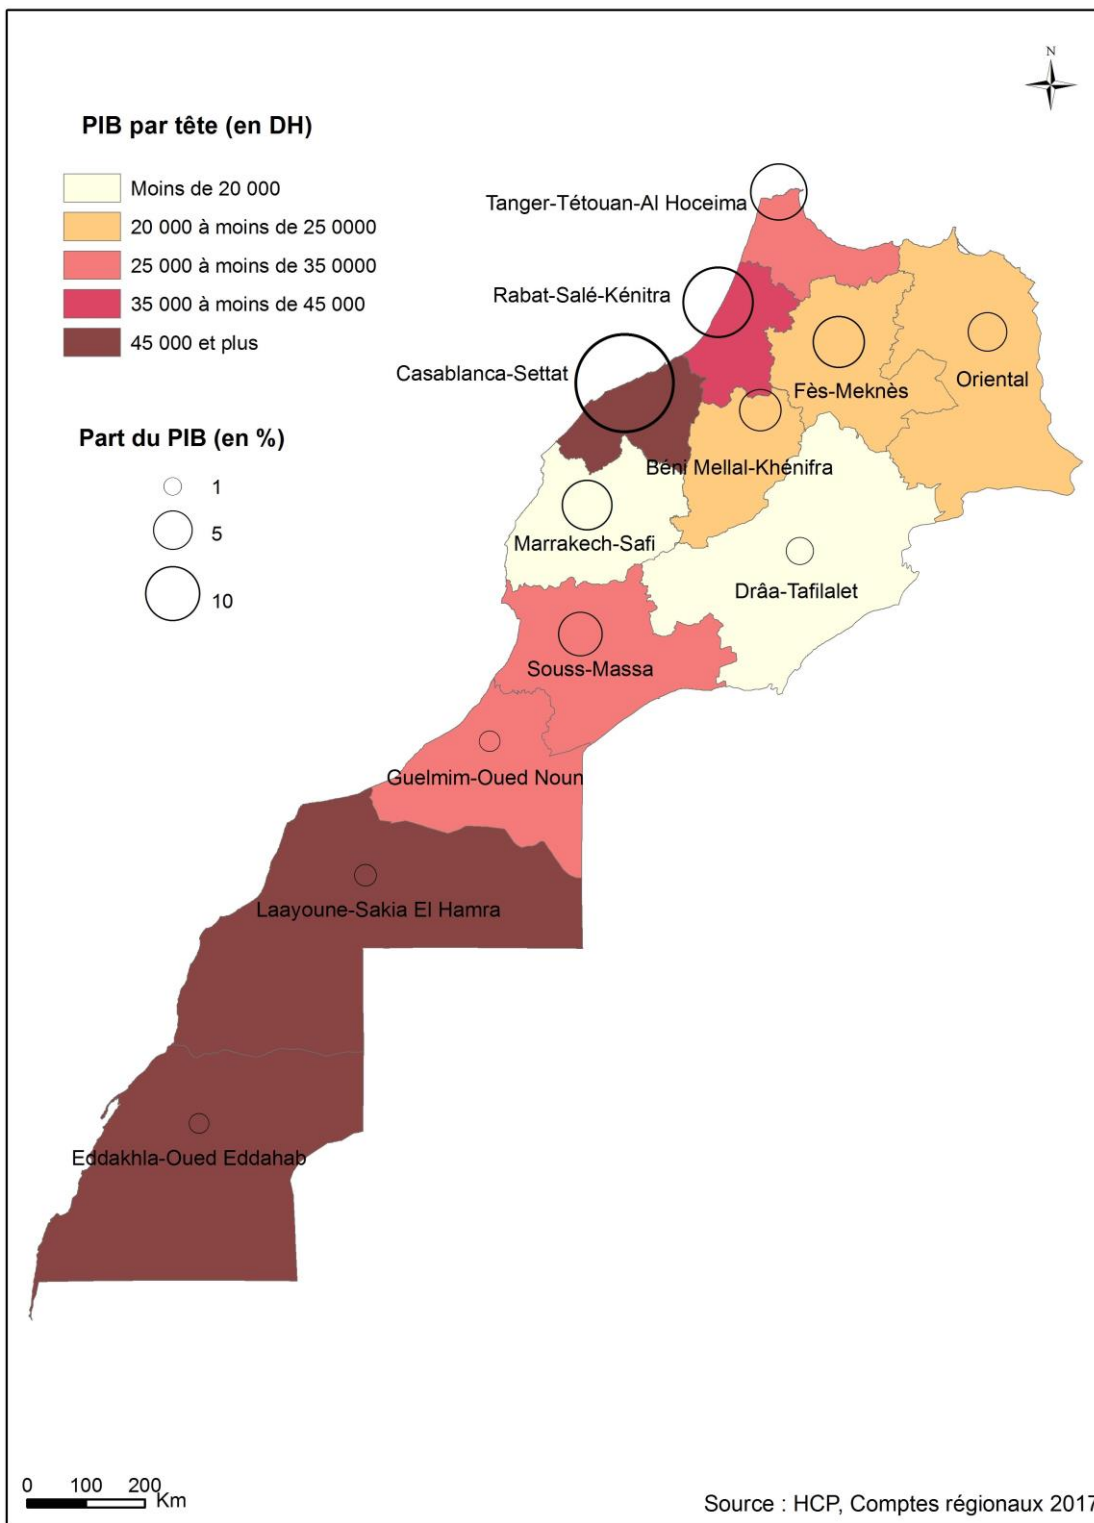 N
PIB par tête (en DH)
Moins de 20 000
20 000 à moins de 25 0000
25 000 à moins de 35 0000
35 000 à moins de 45 000
45 000 et plus
Part du PIB (en %)
1
5
10
Tanger-Tétouan-Al Hoceima
Rabat-Salé-Kénitra
Casablanca-Settat
Fès-Meknès
Oriental
Béni Mellal-Khénifra
Marrakech-Safi
Drâa-Tafilalet
Souss-Massa
Guelmim-Oued Noun
Laayoune-Sakia El Hamra
Eddakhla-Oued Eddahab
0 100 200
Km
Source : HCP, Comptes régionaux 2017